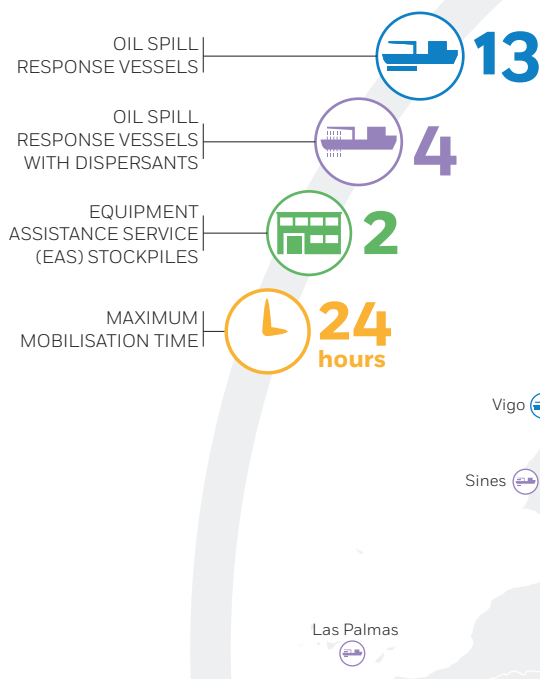 OIL SPILL
RESPONSE VESSELS
13
OIL SPILL
RESPONSE VESSELS
WITH DISPERSANTS
4
EQUIPMENT
ASSISTANCE SERVICE
(EAS) STOCKPILES
2
MAXIMUM
MOBILISATION TIME
24
hours
Vigo
Sines
Las Palmas